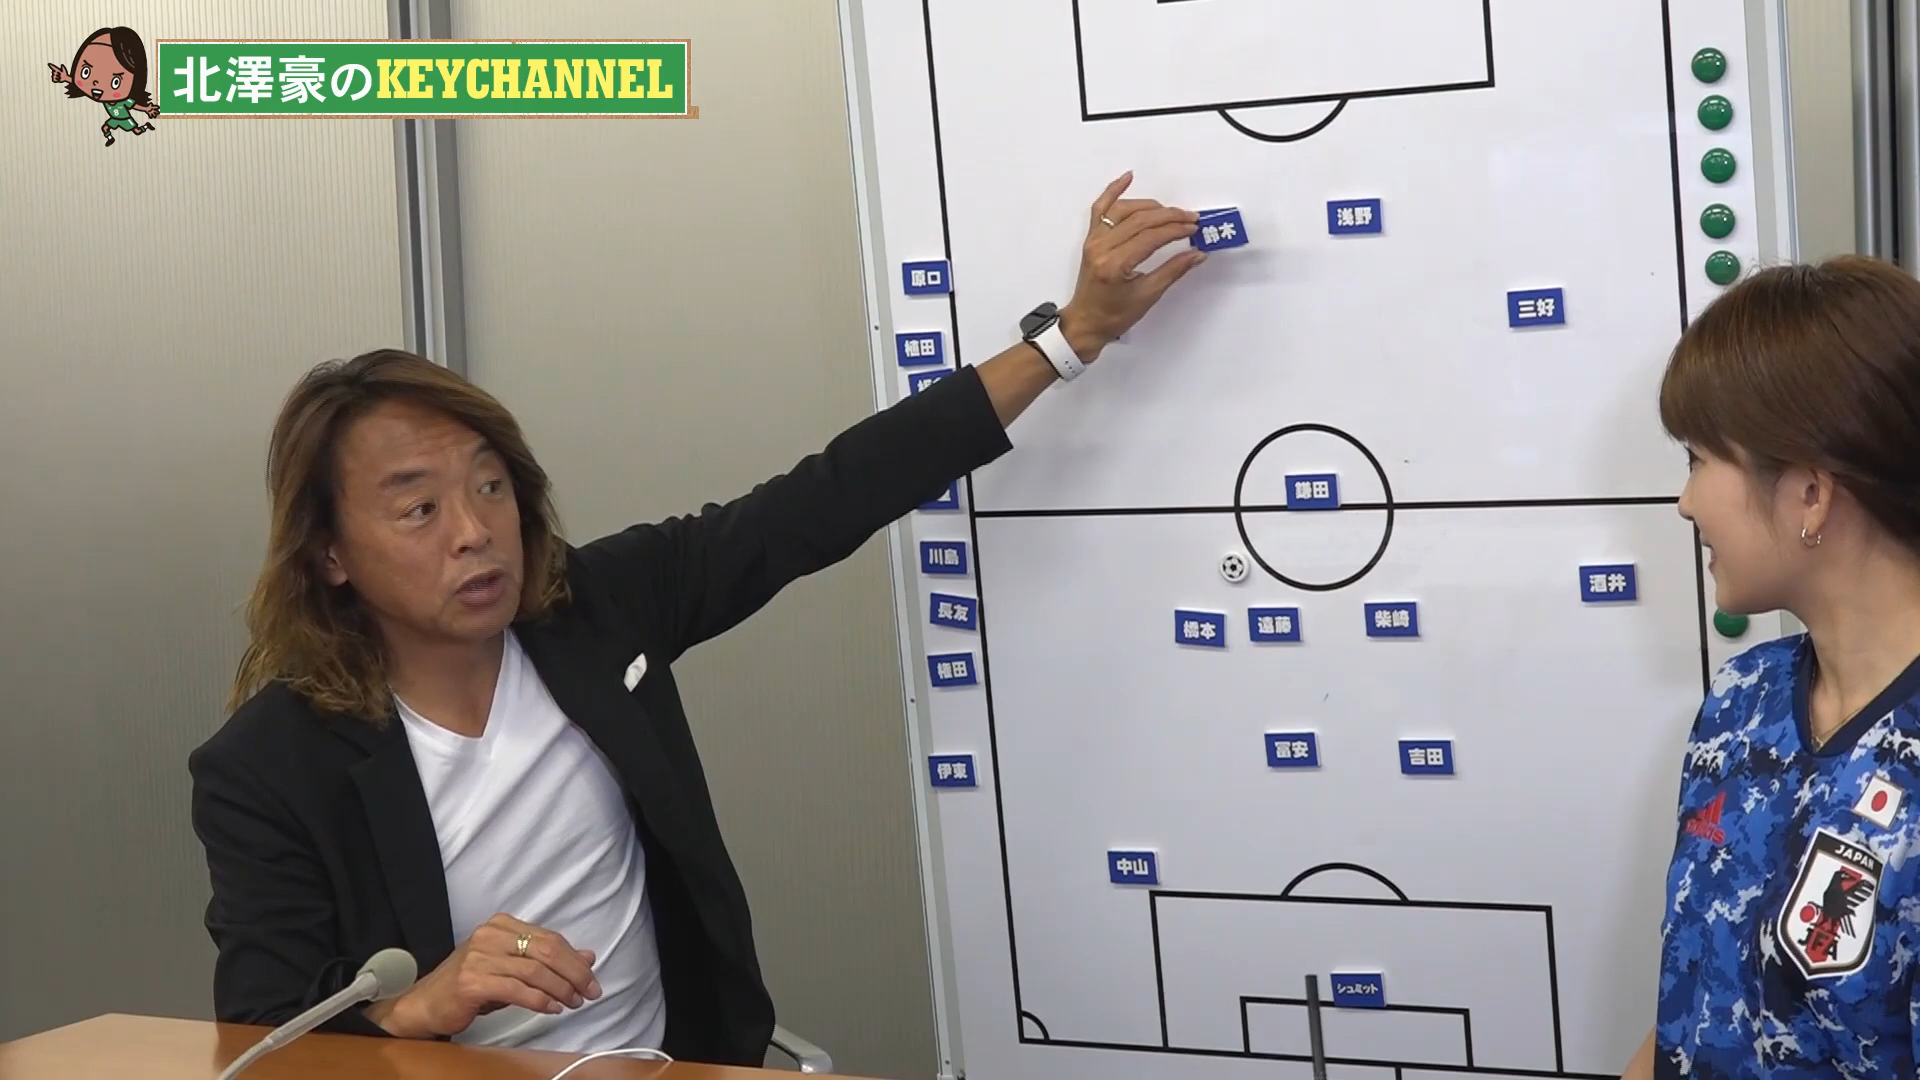 北澤豪のKEYCHANNEL
鈴木
浅野
原口
三好
植田
鎌田
川島
酒井
長友
橋本
遠藤
柴崎
権田
冨安
吉田
伊東
中山
シュミット
JAPAN
JFA